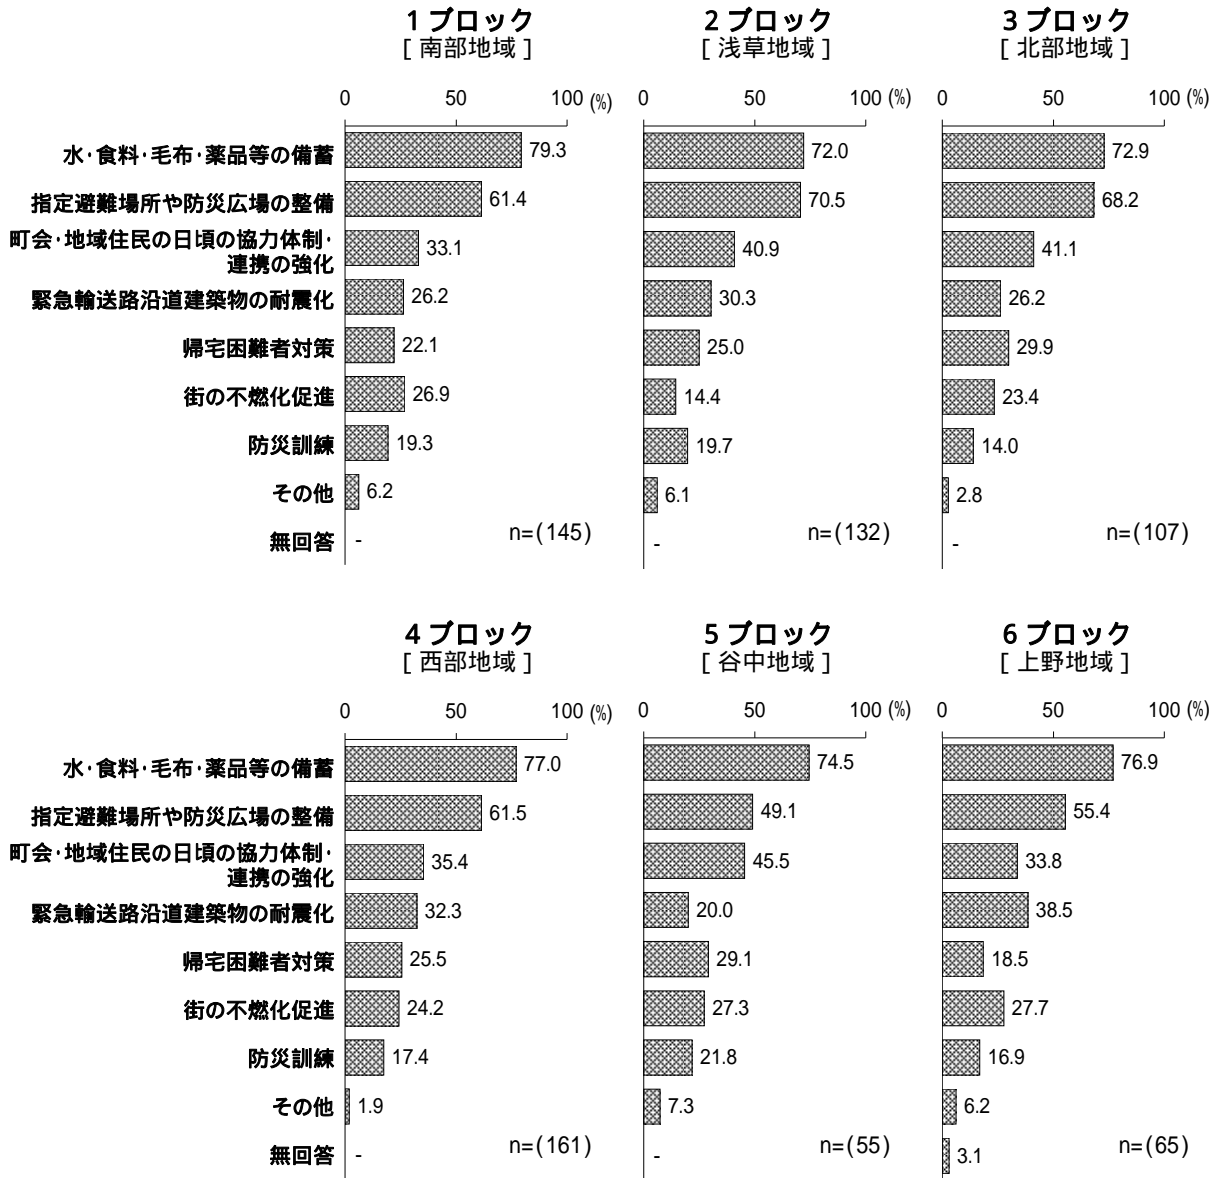 1 ブロック
[ 南部地域 ]
2 ブロック
[ 浅草地域 ]
3 ブロック
[ 北部地域 ]
0 50 100 (%)
0 50 100 (%)
0 50 100 (%)
水・食料・毛布・薬品等の備蓄 79.3 72.0 72.9
指定避難場所や防災広場の整備 61.4 70.5 68.2
町会・地域住民の日頃の協力体制・
連携の強化 33.1 40.9 41.1
緊急輸送路沿道建築物の耐震化 26.2 30.3 26.2
帰宅困難者対策 22.1 25.0 29.9
街の不燃化促進 26.9 14.4 23.4
防災訓練 19.3 19.7 14.0
その他 6.2 6.1 2.8
無回答 - - -
n=(145) n=(132) n=(107)
4 ブロック
[ 西部地域 ]
5 ブロック
[ 谷中地域 ]
6 ブロック
[ 上野地域 ]
0 50 100 (%)
0 50 100 (%)
0 50 100 (%)
水・食料・毛布・薬品等の備蓄 77.0 74.5 76.9
指定避難場所や防災広場の整備 61.5 49.1 55.4
町会・地域住民の日頃の協力体制・
連携の強化 35.4 45.5 33.8
緊急輸送路沿道建築物の耐震化 32.3 20.0 38.5
帰宅困難者対策 25.5 29.1 18.5
街の不燃化促進 24.2 27.3 27.7
防災訓練 17.4 21.8 16.9
その他 1.9 7.3 6.2
無回答 - - 3.1
n=(161) n=(55) n=(65)